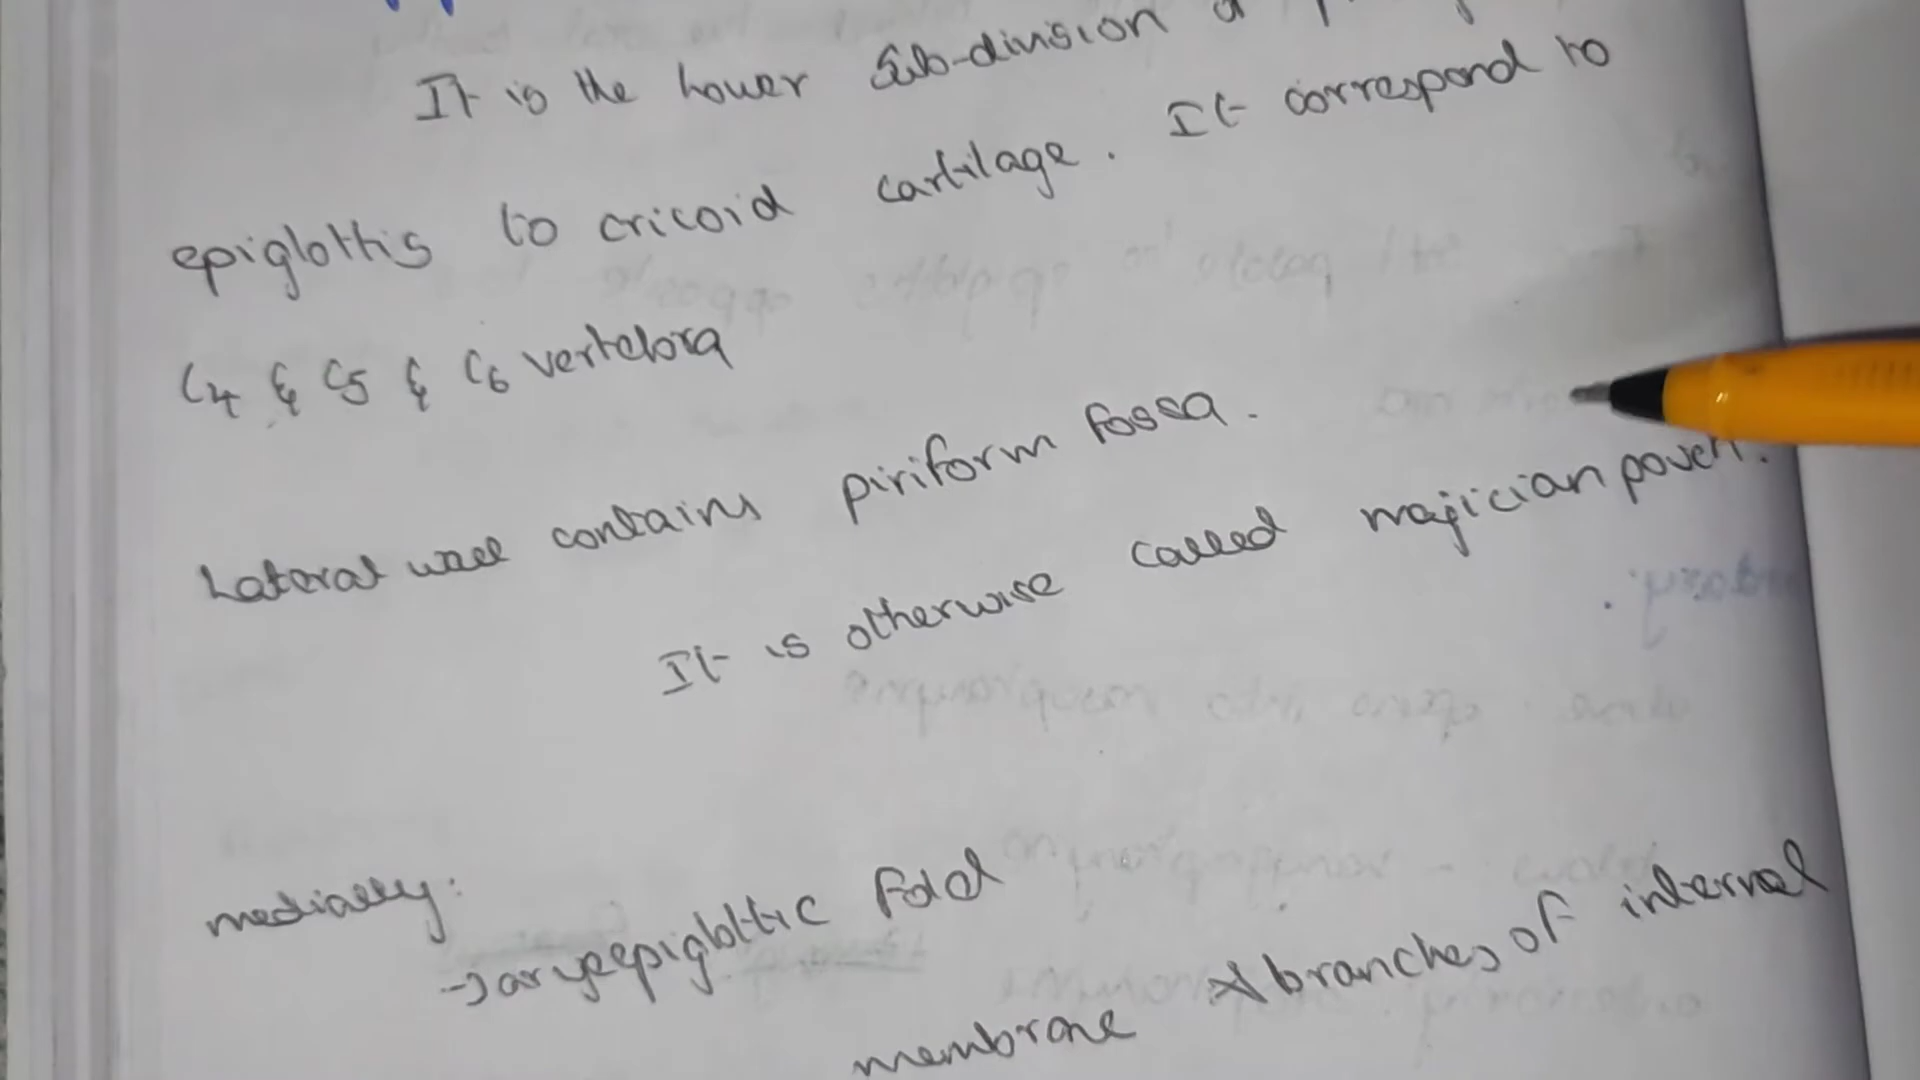 It is the lower Sub-division
epiglottis to cricoid cartilage. It correspond to
C4 & C5 & C6 vertebra
Lateral wall contains piriform fossa.
It is otherwise called majician pouch.
medially:
→ aryepiglottic fold
membrane & branches of internal